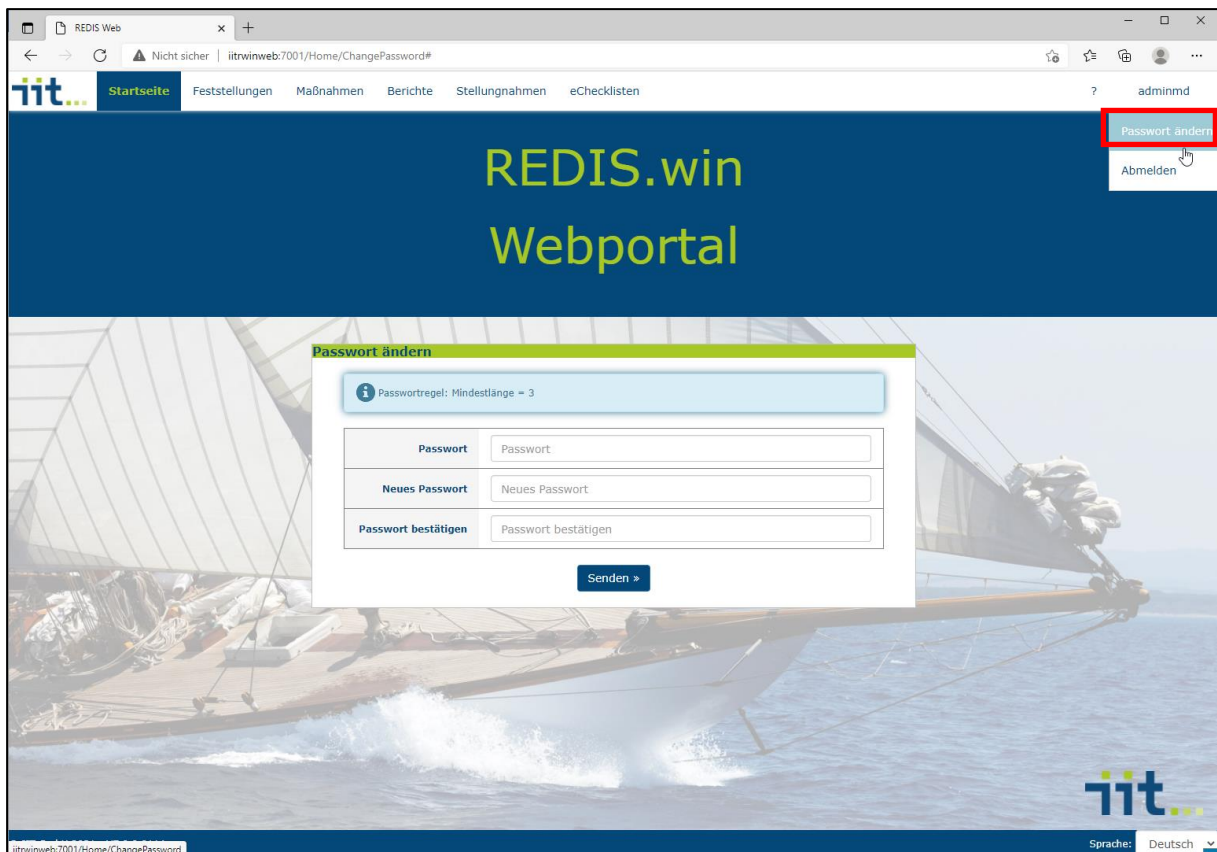 REDIS Web
Nicht sicher | iitrwinweb:7001/Home/ChangePassword#
iit...
Startseite Feststellungen Maßnahmen Berichte Stellungnahmen eChecklisten ? adminmd
Passwort ändern
Abmelden
REDIS.win
Webportal
Passwort ändern
Passwortregel: Mindestlänge = 3
Passwort Passwort
Neues Passwort Neues Passwort
Passwort bestätigen Passwort bestätigen
Senden »
iit...
Sprache: Deutsch
iitrwinweb:7001/Home/ChangePassword